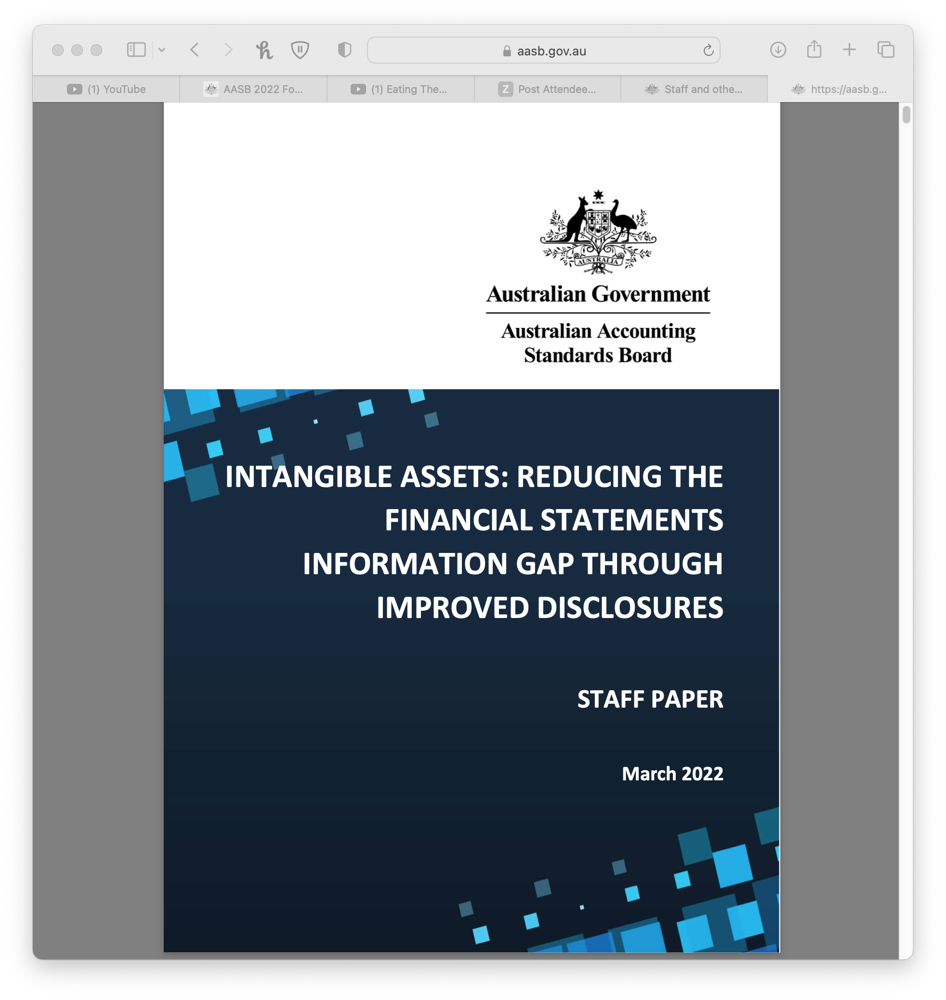 aasb.gov.au
(1) YouTube
AASB 2022 Fo...
(1) Eating The...
Z
Post Attendee...
Staff and othe...
https://aasb.g...
AUSTRALIA
Australian Government
Australian Accounting
Standards Board
INTANGIBLE ASSETS: REDUCING THE
FINANCIAL STATEMENTS
INFORMATION GAP THROUGH
IMPROVED DISCLOSURES
STAFF PAPER
March 2022